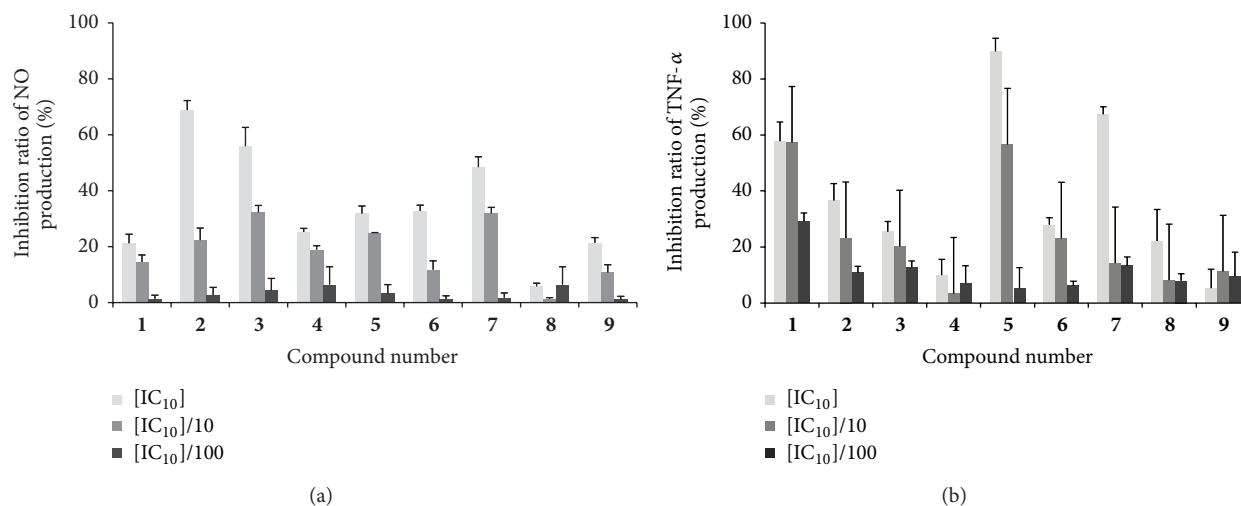 Inhibition ratio of NO
production (%)
100
80
60
40
20
0
1 2 3 4 5 6 7 8 9
Compound number
[IC₁₀]
[IC₁₀]/10
[IC₁₀]/100
(a)
Inhibition ratio of TNF-α
production (%)
100
80
60
40
20
0
1 2 3 4 5 6 7 8 9
Compound number
[IC₁₀]
[IC₁₀]/10
[IC₁₀]/100
(b)